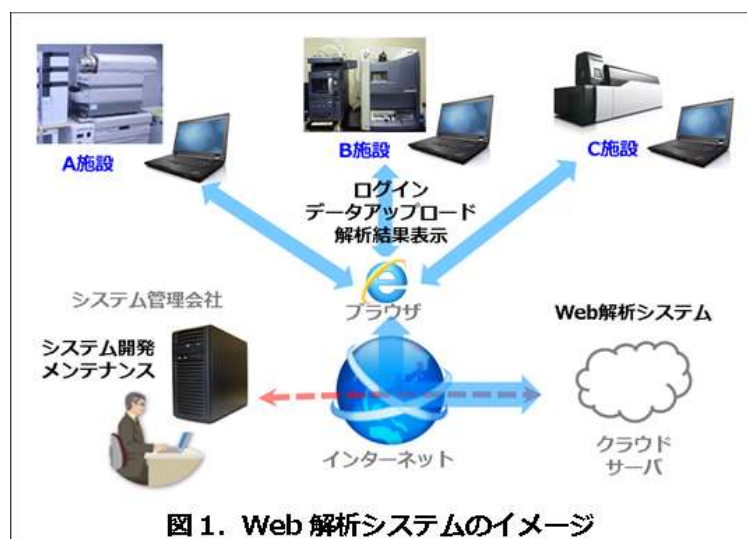 A施設
B施設
C施設
ログイン
データアップロード
解析結果表示
ブラウザ
システム管理会社
システム開発
メンテナンス
Web解析システム
インターネット
クラウド
サーバ
図1. Web 解析システムのイメージ